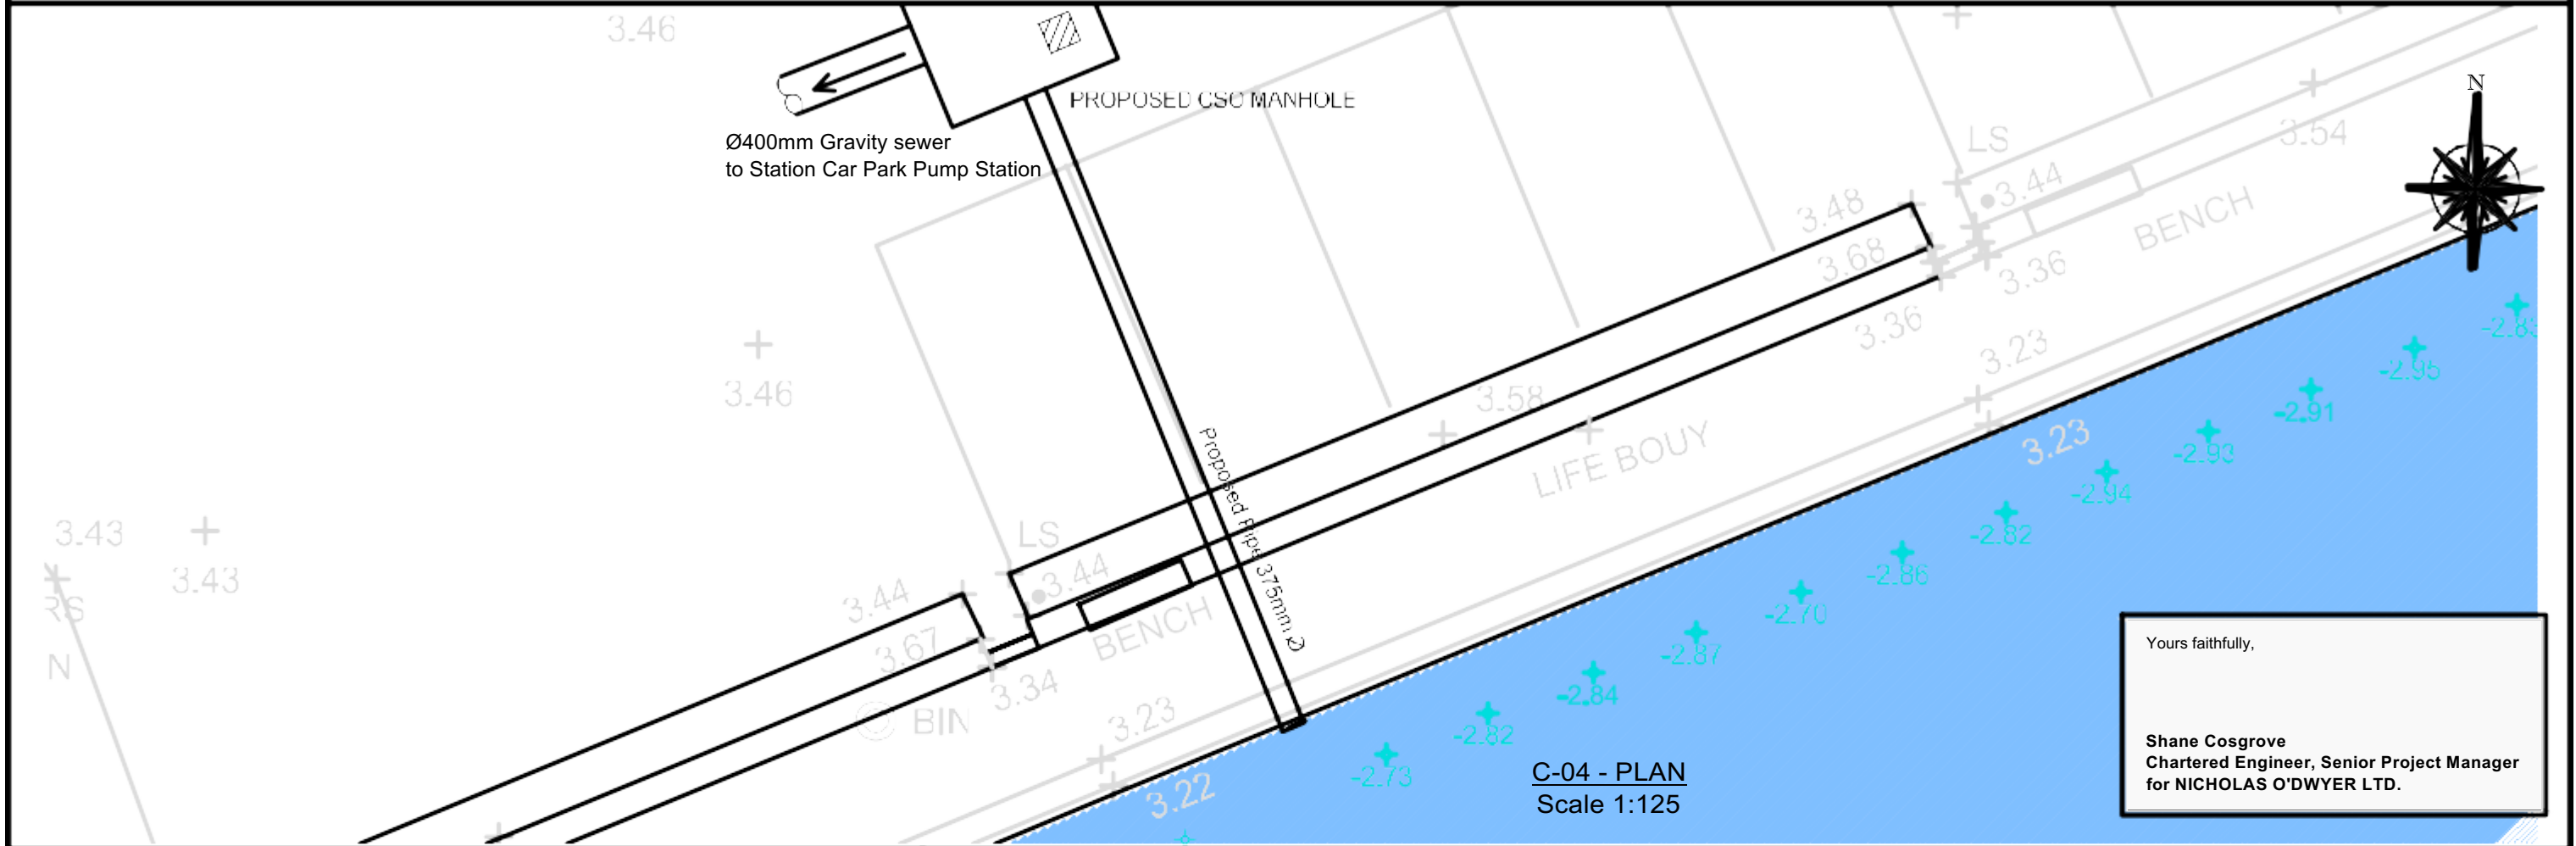 3.46
N
PROPOSED CSO MANHOLE
Ø400mm Gravity sewer
to Station Car Park Pump Station
LS
3.54
3.44
3.48
BENCH
3.68
3.36
3.36
3.23
3.46
3.58
LIFE BOUY
3.23
-2.95
-2.91
-2.93
-2.94
-2.82
-2.86
-2.70
-2.87
-2.84
-2.82
-2.73
Proposed Pipe 375mm Ø
3.43
3.43
RS
N
LS
3.44
3.44
3.67
BENCH
3.34
BIN
3.23
3.22
C-04 - PLAN
Scale 1:125
Yours faithfully,
Shane Cosgrove
Chartered Engineer, Senior Project Manager
for NICHOLAS O'DWYER LTD.